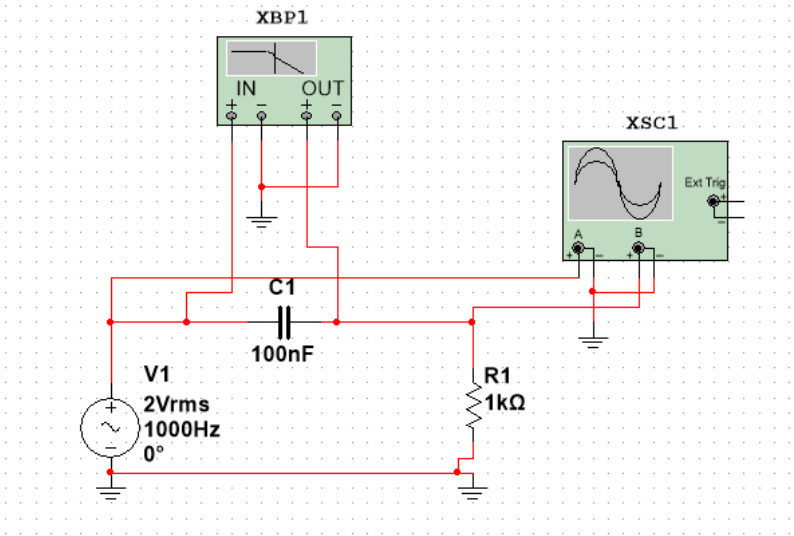 XBP1
IN OUT
+ − + −
XSC1
Ext Trig
+
−
A B
+ − + −
C1
100nF
V1
2Vrms
1000Hz
0°
+
−
R1
1kΩ